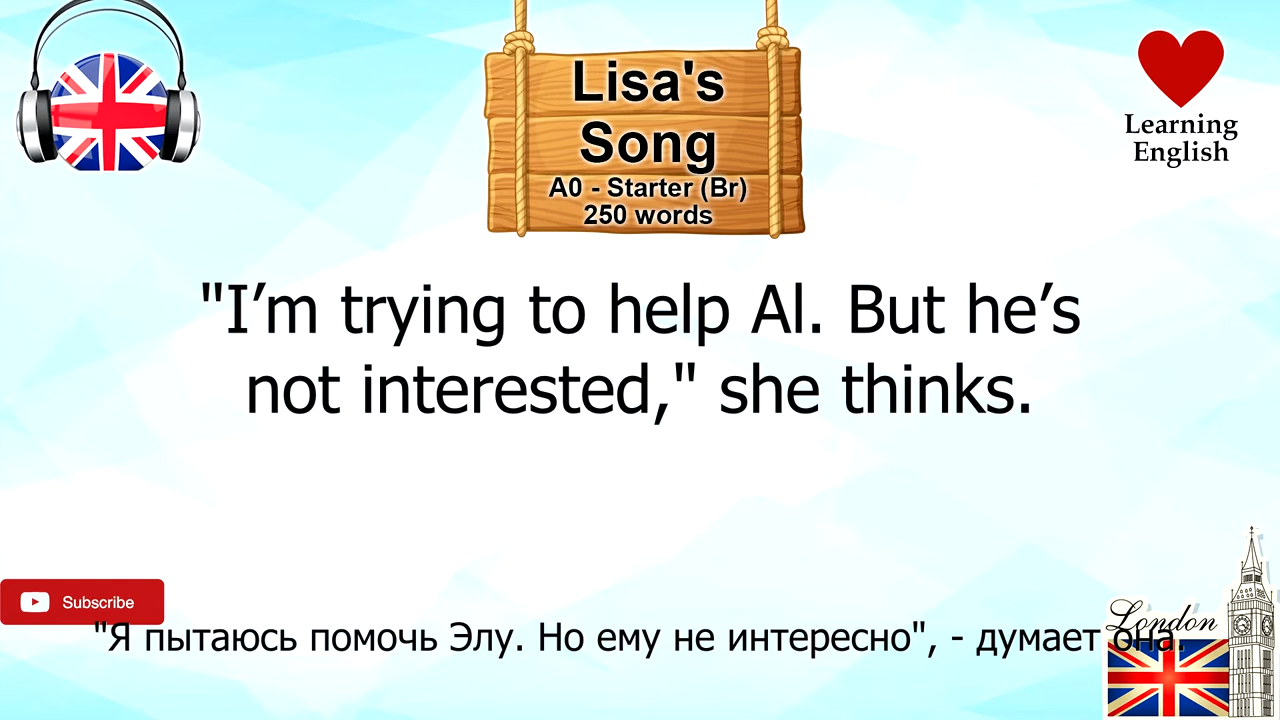 Lisa's
Song
A0 - Starter (Br)
250 words
Learning
English
"I’m trying to help Al. But he’s
not interested," she thinks.
Subscribe
"Я пытаюсь помочь Элу. Но ему не интересно", - думает она.
London